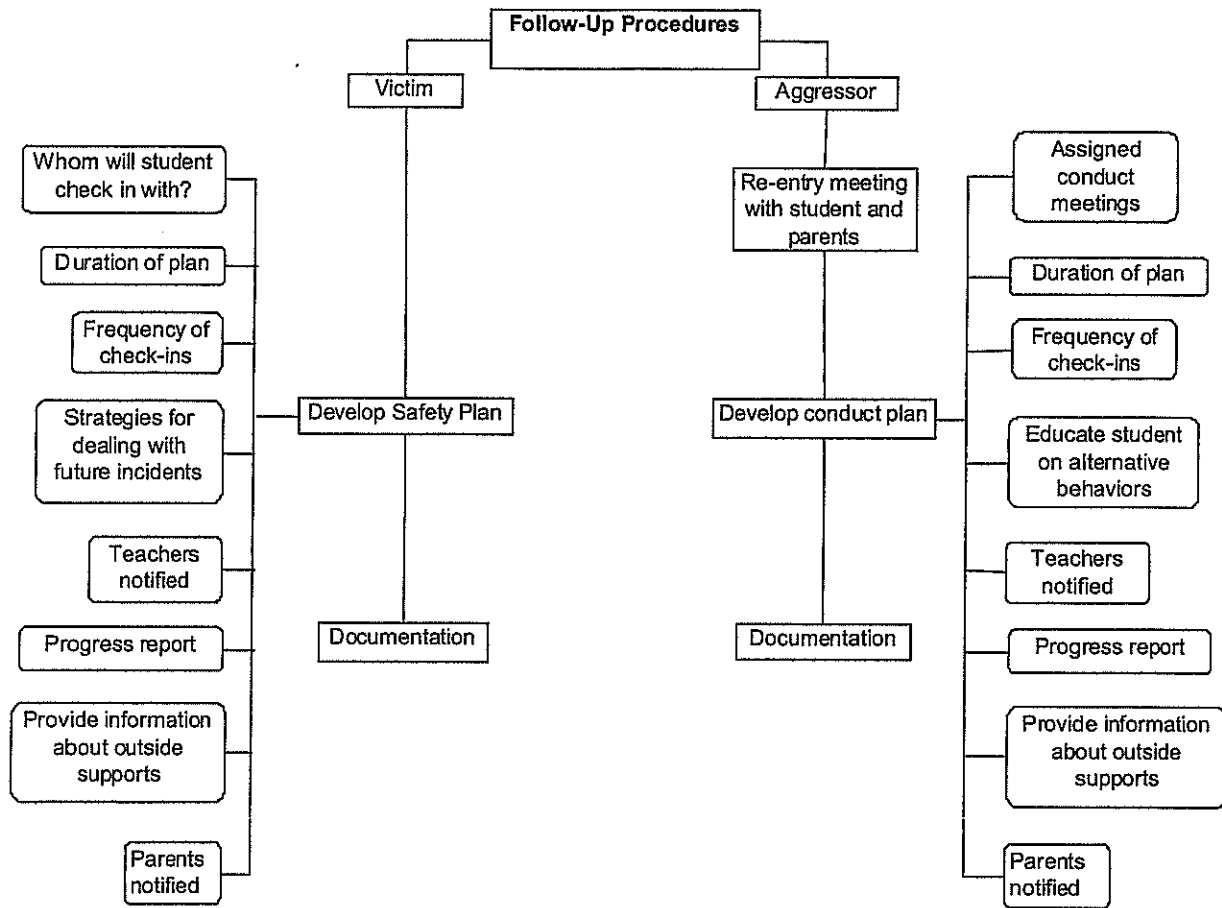 Follow-Up Procedures
Victim
Aggressor
Whom will student
check in with?
Duration of plan
Frequency of
check-ins
Strategies for
dealing with
future incidents
Teachers
notified
Progress report
Provide information
about outside
supports
Parents
notified
Develop Safety Plan
Documentation
Re-entry meeting
with student and
parents
Develop conduct plan
Documentation
Assigned
conduct
meetings
Duration of plan
Frequency of
check-ins
Educate student
on alternative
behaviors
Teachers
notified
Progress report
Provide information
about outside
supports
Parents
notified